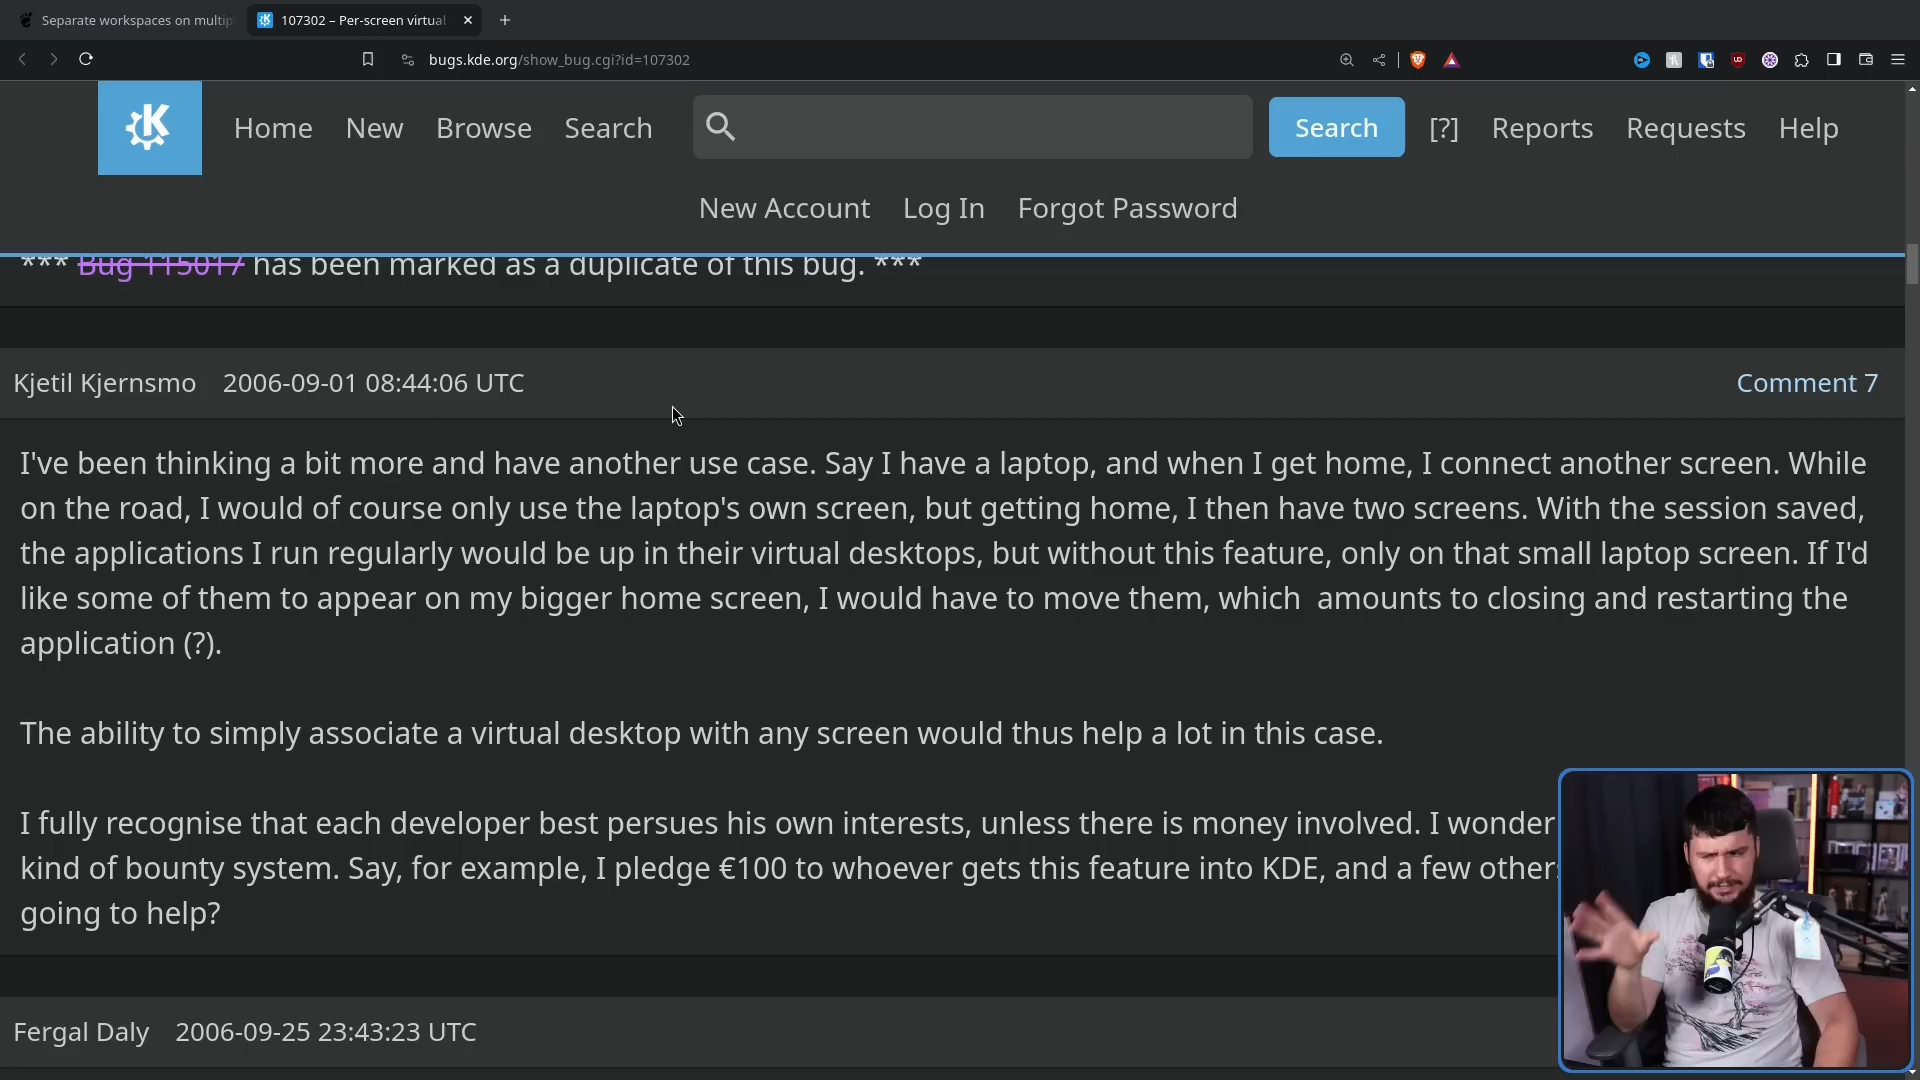 Separate workspaces on multip
107302 – Per-screen virtual
bugs.kde.org/show_bug.cgi?id=107302
Home New Browse Search Search [?] Reports Requests Help
New Account Log In Forgot Password
*** Bug 115017 has been marked as a duplicate of this bug. ***
Kjetil Kjernsmo 2006-09-01 08:44:06 UTC Comment 7
I've been thinking a bit more and have another use case. Say I have a laptop, and when I get home, I connect another screen. While
on the road, I would of course only use the laptop's own screen, but getting home, I then have two screens. With the session saved,
the applications I run regularly would be up in their virtual desktops, but without this feature, only on that small laptop screen. If I'd
like some of them to appear on my bigger home screen, I would have to move them, which  amounts to closing and restarting the
application (?).
The ability to simply associate a virtual desktop with any screen would thus help a lot in this case.
I fully recognise that each developer best persues his own interests, unless there is money involved. I wonder
kind of bounty system. Say, for example, I pledge €100 to whoever gets this feature into KDE, and a few others
going to help?
Fergal Daly 2006-09-25 23:43:23 UTC